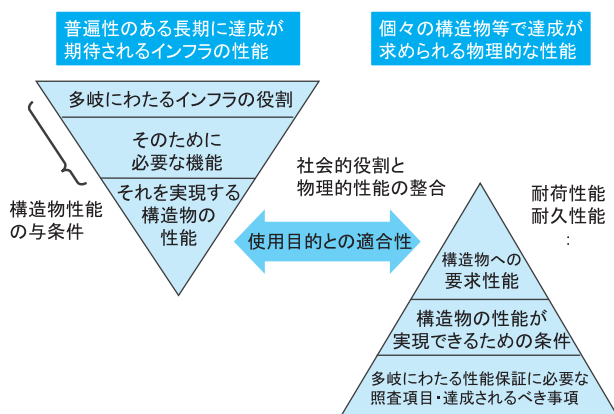 普遍性のある長期に達成が
期待されるインフラの性能
個々の構造物等で達成が
求められる物理的な性能
多岐にわたるインフラの役割
そのために
必要な機能
それを実現する
構造物の
性能
構造物性能
の与条件
社会的役割と
物理的性能の整合
使用目的との適合性
耐荷性能
耐久性能
:
構造物への
要求性能
構造物の性能が
実現できるための条件
多岐にわたる性能保証に必要な
照査項目・達成されるべき事項